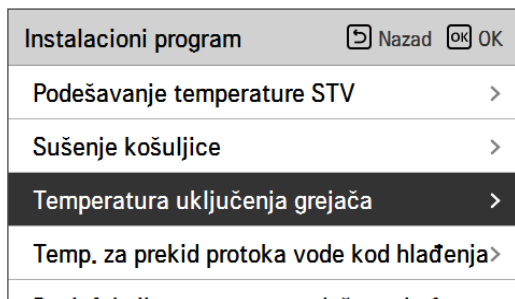 Instalacioni program Nazad OK OK
Podešavanje temperature STV >
Sušenje košuljice >
Temperatura uključenja grejača >
Temp. za prekid protoka vode kod hlađenja>